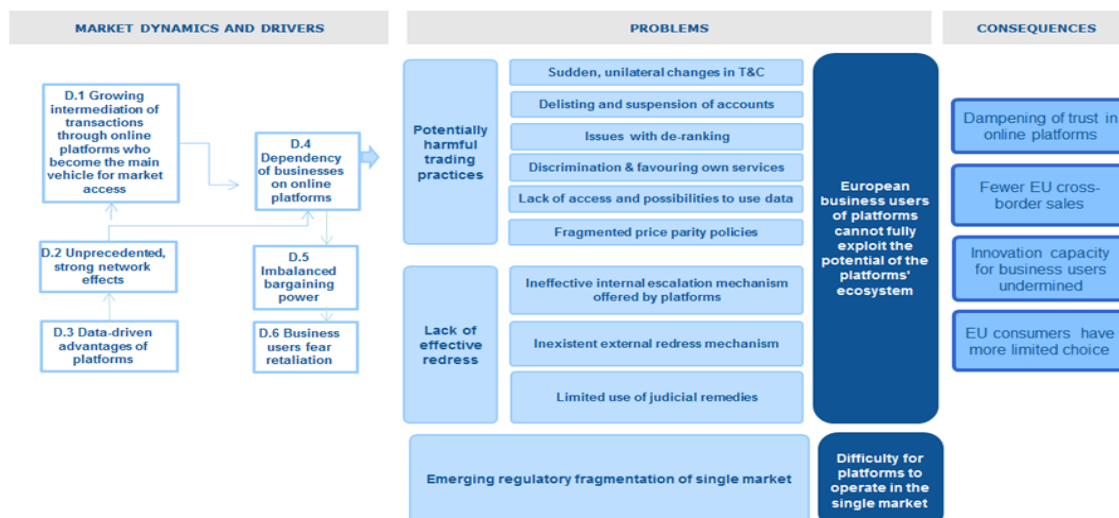 MARKET DYNAMICS AND DRIVERS
PROBLEMS
CONSEQUENCES
D.1 Growing
intermediation of
transactions
through online
platforms who
become the main
vehicle for market
access
D.2 Unprecedented,
strong network
effects
D.3 Data-driven
advantages of
platforms
D.4
Dependency
of businesses
on online
platforms
D.5
Imbalanced
bargaining
power
D.6 Business
users fear
retaliation
Potentially
harmful
trading
practices
Sudden, unilateral changes in T&C
Delisting and suspension of accounts
Issues with de-ranking
Discrimination & favouring own services
Lack of access and possibilities to use data
Fragmented price parity policies
Lack of
effective
redress
Ineffective internal escalation mechanism
offered by platforms
Inexistent external redress mechanism
Limited use of judicial remedies
Emerging regulatory fragmentation of single market
European
business users
of platforms
cannot fully
exploit the
potential of the
platforms'
ecosystem
Difficulty for
platforms to
operate in the
single market
Dampening of trust in
online platforms
Fewer EU cross-
border sales
Innovation capacity
for business users
undermined
EU consumers have
more limited choice